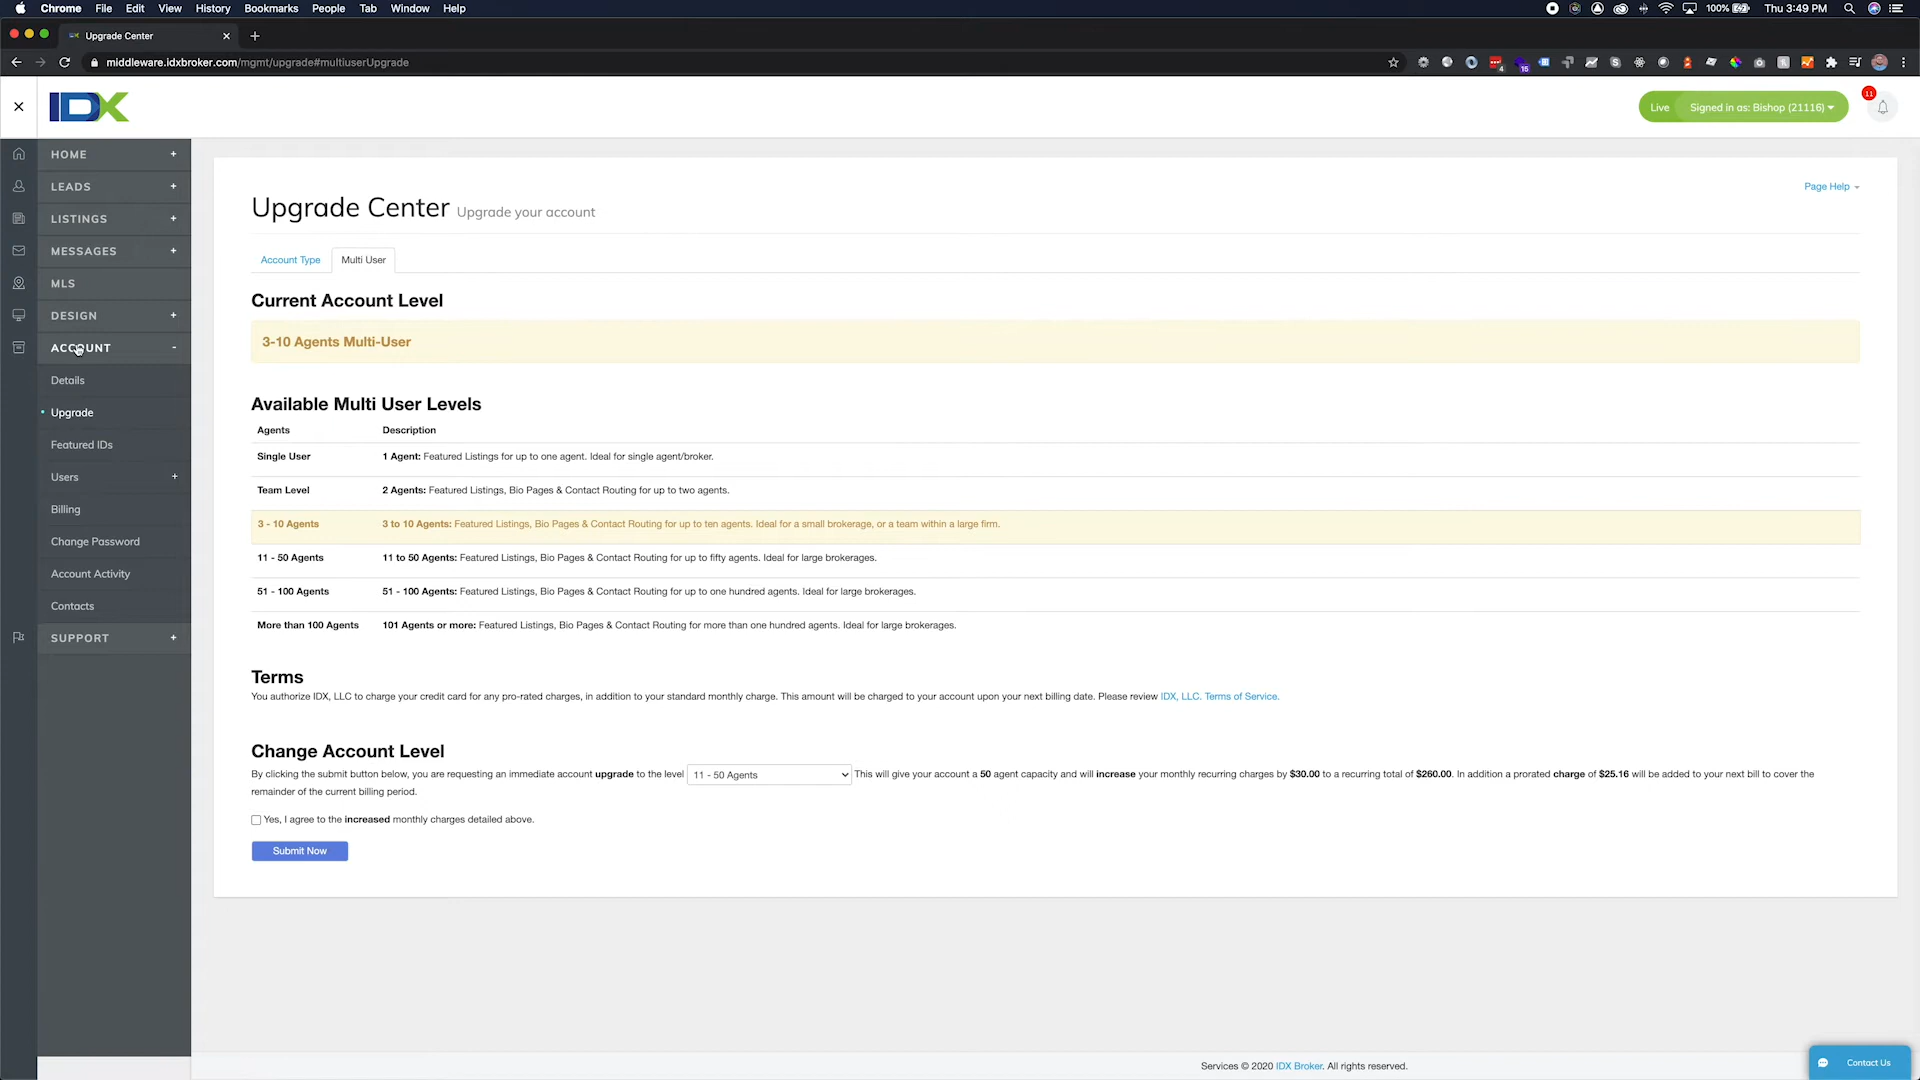 Chrome File Edit View History Bookmarks People Tab Window Help 100% Thu 3:49 PM
Upgrade Center
middleware.idxbroker.com/mgmt/upgrade#multiuserUpgrade 4 15
IDX
Live Signed in as: Bishop (21116) 11
HOME +
LEADS +
LISTINGS +
MESSAGES +
MLS
DESIGN +
ACCOUNT -
Details
Upgrade
Featured IDs
Users +
Billing
Change Password
Account Activity
Contacts
SUPPORT +
Page Help
Upgrade Center Upgrade your account
Account Type Multi User
Current Account Level
3-10 Agents Multi-User
Available Multi User Levels
Agents Description
Single User 1 Agent: Featured Listings for up to one agent. Ideal for single agent/broker.
Team Level 2 Agents: Featured Listings, Bio Pages & Contact Routing for up to two agents.
3 - 10 Agents 3 to 10 Agents: Featured Listings, Bio Pages & Contact Routing for up to ten agents. Ideal for a small brokerage, or a team within a large firm.
11 - 50 Agents 11 to 50 Agents: Featured Listings, Bio Pages & Contact Routing for up to fifty agents. Ideal for large brokerages.
51 - 100 Agents 51 - 100 Agents: Featured Listings, Bio Pages & Contact Routing for up to one hundred agents. Ideal for large brokerages.
More than 100 Agents 101 Agents or more: Featured Listings, Bio Pages & Contact Routing for more than one hundred agents. Ideal for large brokerages.
Terms
You authorize IDX, LLC to charge your credit card for any pro-rated charges, in addition to your standard monthly charge. This amount will be charged to your account upon your next billing date. Please review IDX, LLC. Terms of Service.
Change Account Level
By clicking the submit button below, you are requesting an immediate account upgrade to the level 11 - 50 Agents This will give your account a 50 agent capacity and will increase your monthly recurring charges by $30.00 to a recurring total of $260.00. In addition a prorated charge of $25.16 will be added to your next bill to cover the
remainder of the current billing period.
Yes, I agree to the increased monthly charges detailed above.
Submit Now
Services © 2020 IDX Broker. All rights reserved.
Contact Us